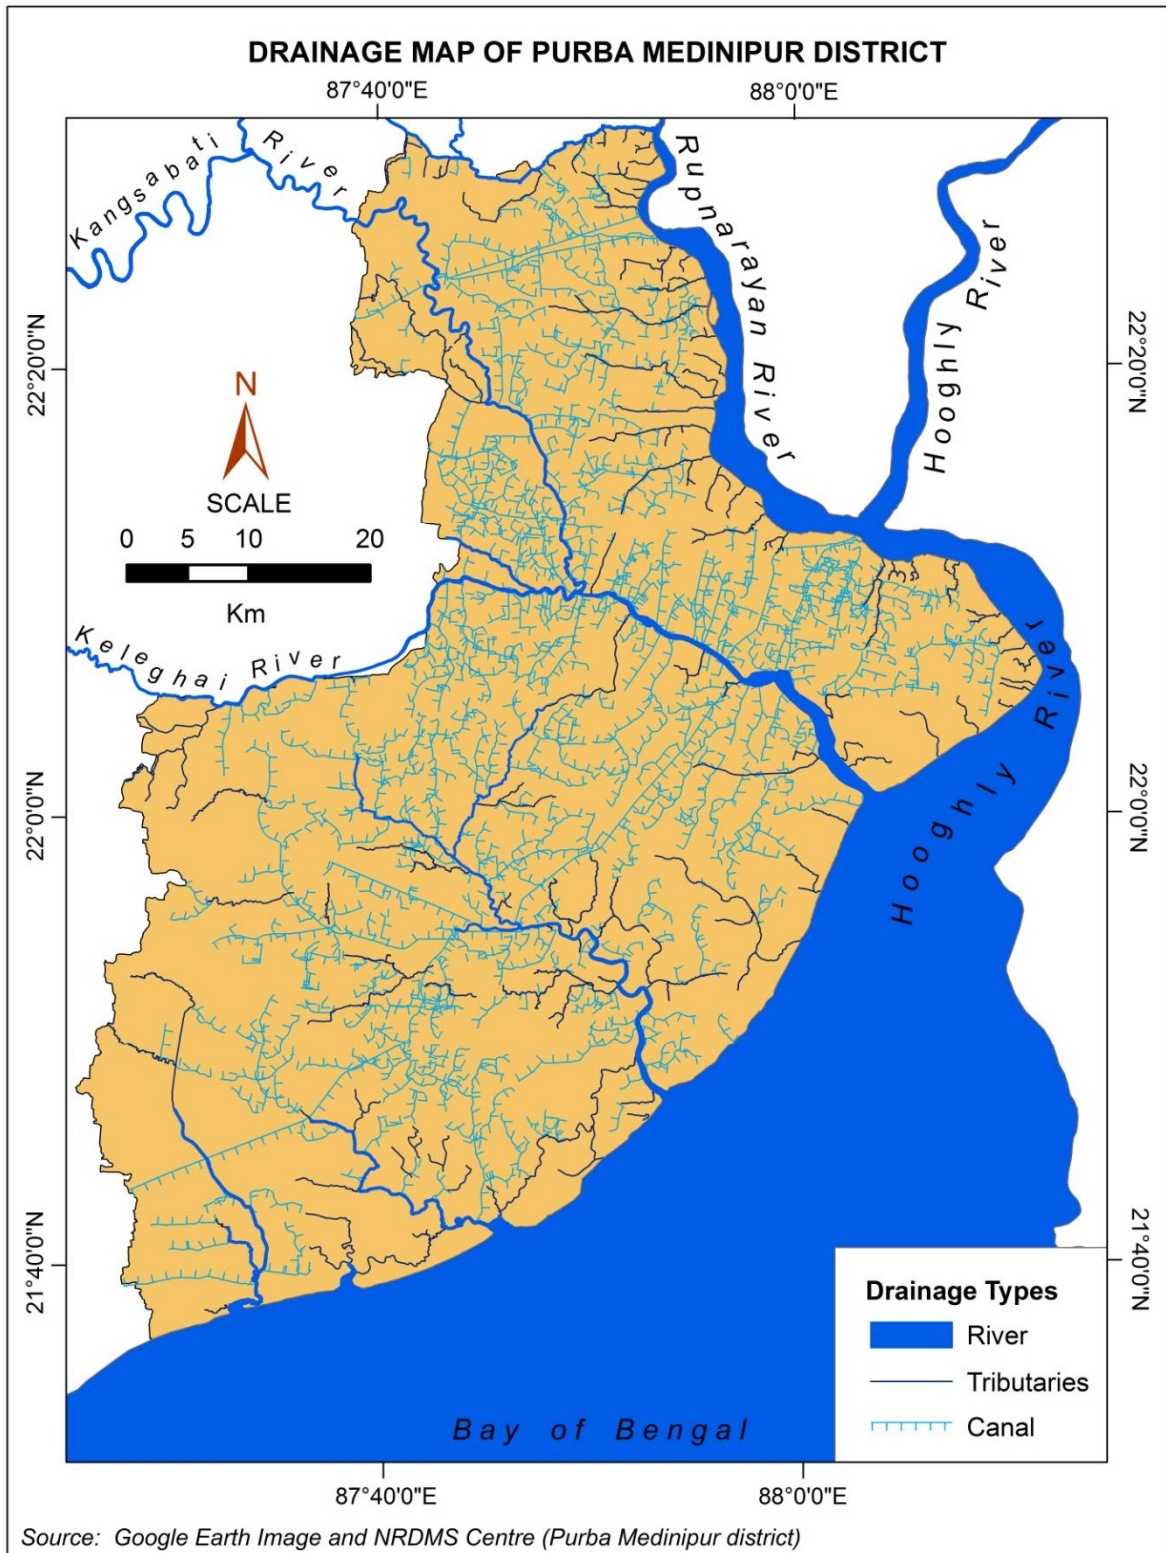 DRAINAGE MAP OF PURBA MEDINIPUR DISTRICT
87°40'0"E
88°0'0"E
Kangsabati River
Rupnarayan River
Hooghly River
22°20'0"N
22°20'0"N
N
SCALE
0 5 10 20
Km
Keleghai River
Hooghly River
22°0'0"N
22°0'0"N
21°40'0"N
21°40'0"N
Drainage Types
River
Tributaries
Canal
Bay of Bengal
87°40'0"E
88°0'0"E
Source: Google Earth Image and NRDMS Centre (Purba Medinipur district)